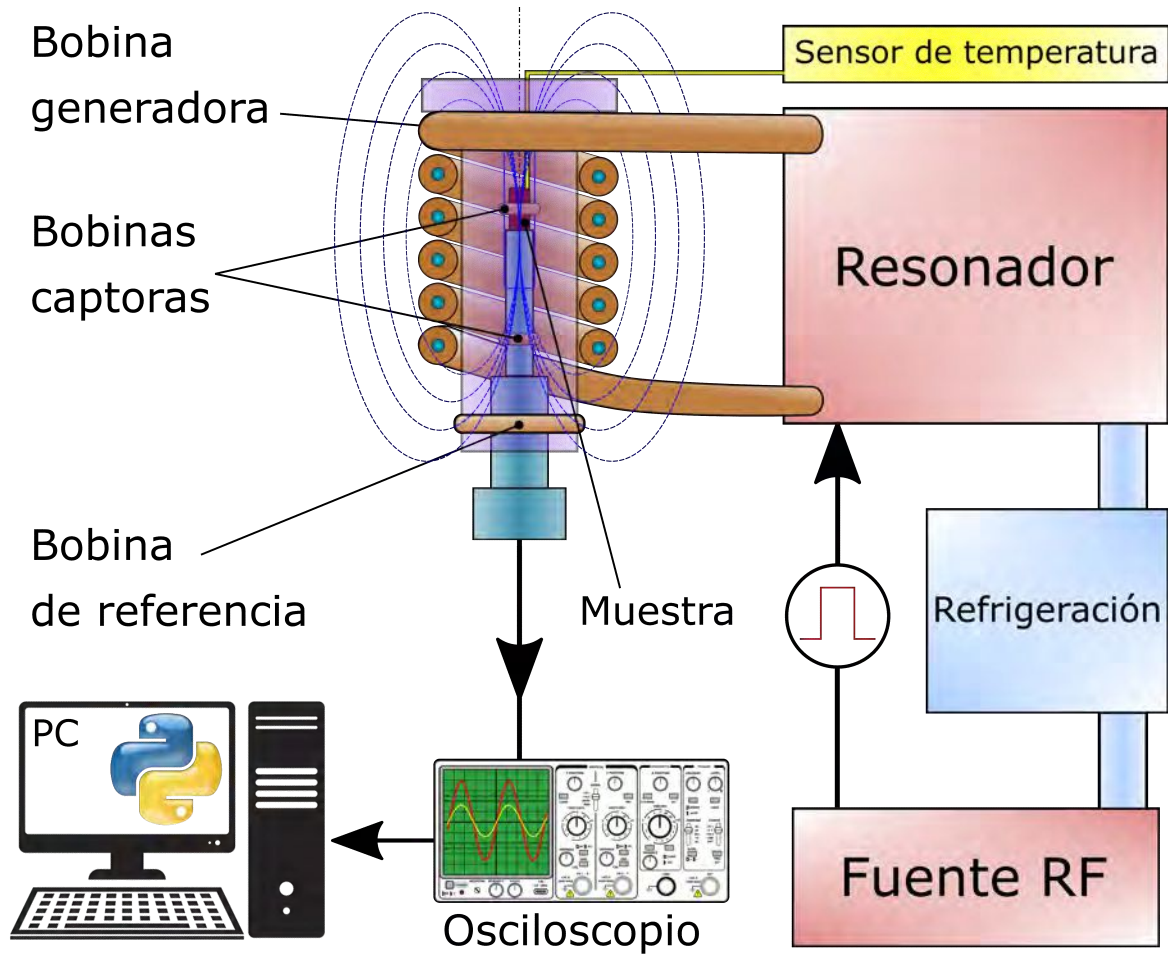 Bobina
generadora
Sensor de temperatura
Resonador
Bobinas
captoras
Bobina
de referencia
Muestra
Refrigeración
PC
Fuente RF
Osciloscopio